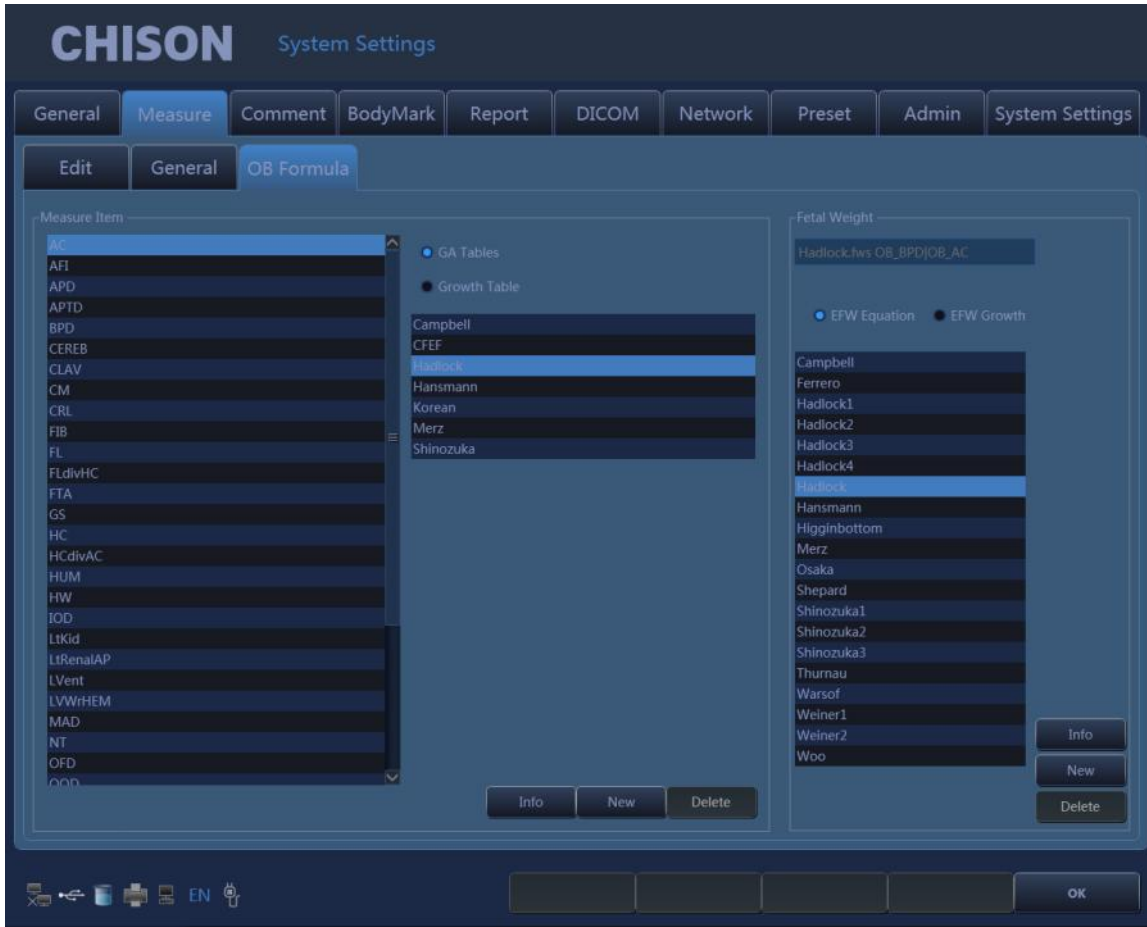 CHISON System Settings
General Measure Comment BodyMark Report DICOM Network Preset Admin System Settings
Edit General OB Formula
Measure Item
AC
AFI
APD
APTD
BPD
CEREB
CLAV
CM
CRL
FIB
FL
FLdivHC
FTA
GS
HC
HCdivAC
HUM
HW
IOD
LtKid
LtRenalAP
LVent
LVWrHEM
MAD
NT
OFD
OOD
GA Tables
Growth Table
Campbell
CFEF
Hadlock
Hansmann
Korean
Merz
Shinozuka
Info New Delete
Fetal Weight
Hadlock.fws OB_BPD|OB_AC
EFW Equation EFW Growth
Campbell
Ferrero
Hadlock1
Hadlock2
Hadlock3
Hadlock4
Hadlock
Hansmann
Higginbottom
Merz
Osaka
Shepard
Shinozuka1
Shinozuka2
Shinozuka3
Thurnau
Warsof
Weiner1
Weiner2
Woo
Info
New
Delete
EN
OK